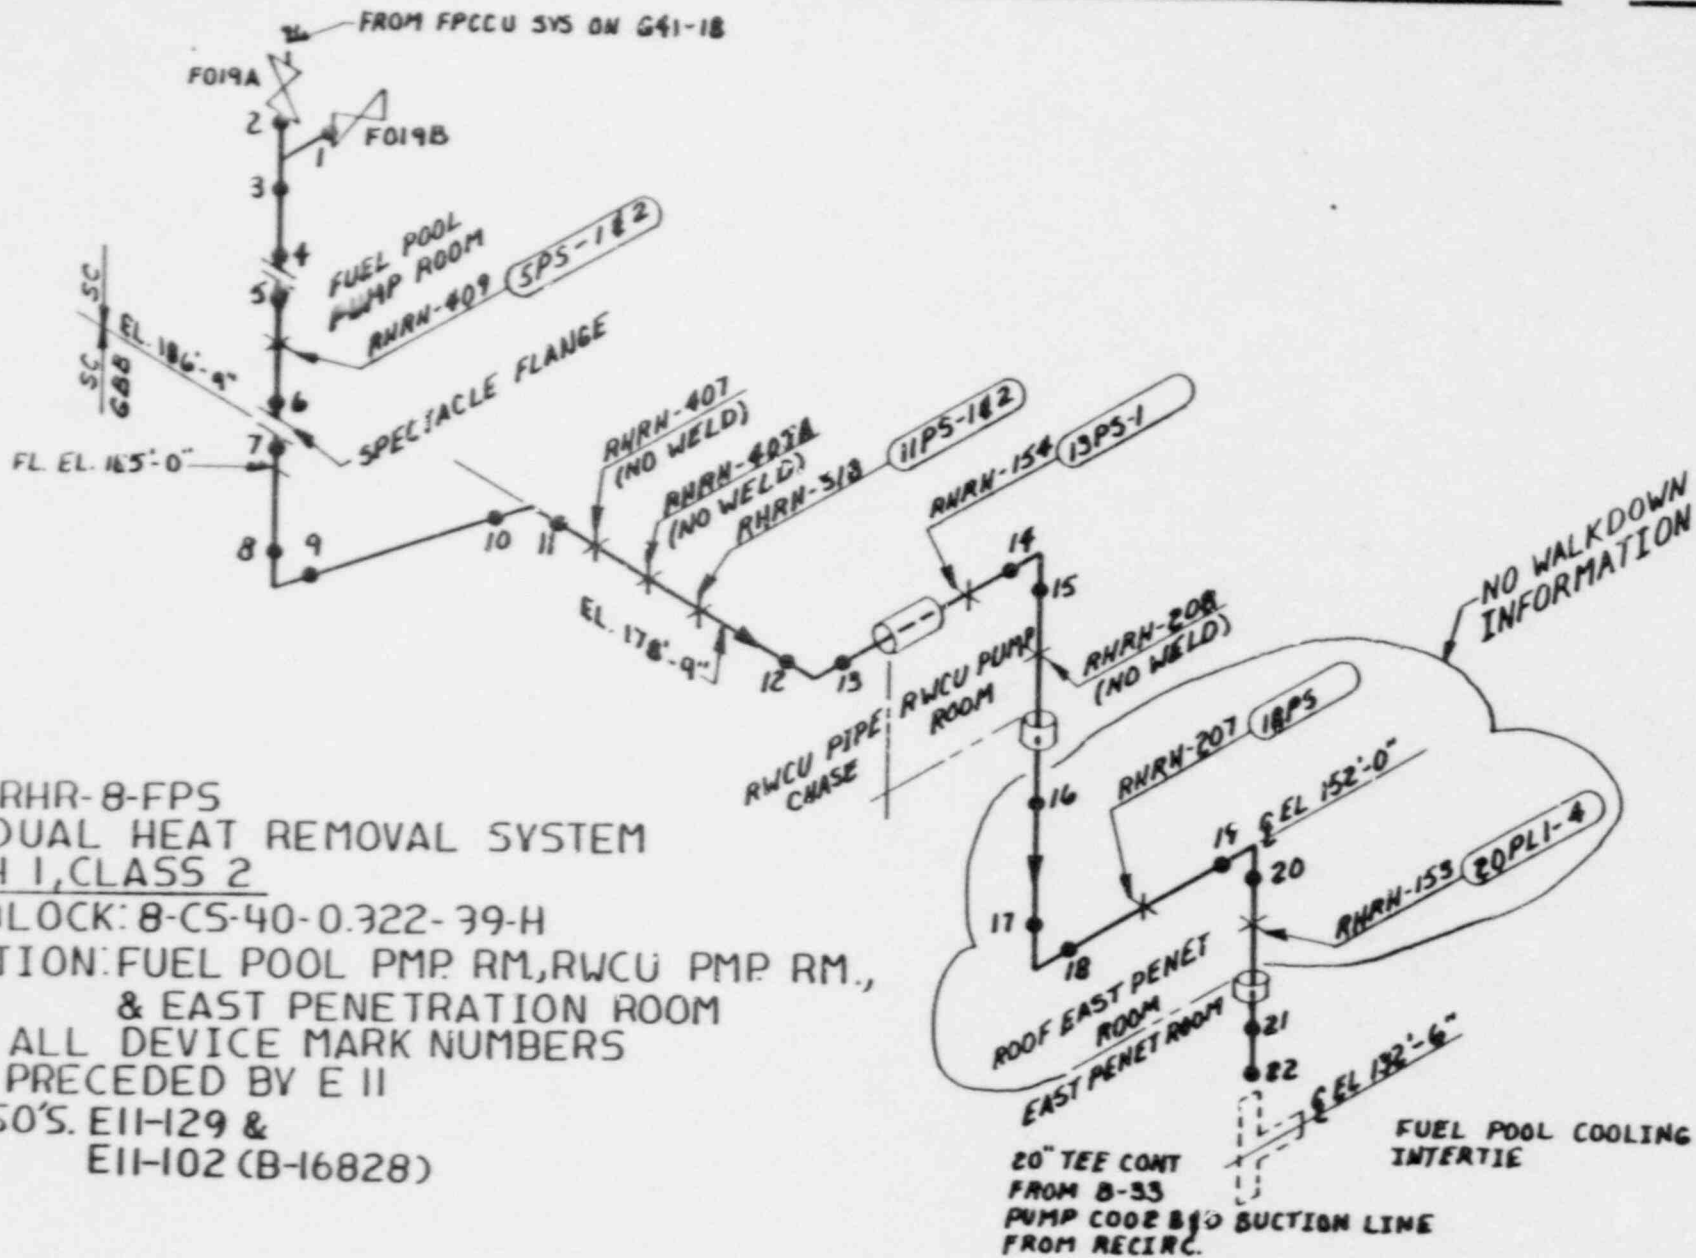 FROM FPCCU SYS ON G41-18
F019A
2
1
F019B
3
4
FUEL POOL
PUMP ROOM
5
RHRH-409
5PS-1&2
SC
SC
GBB
EL. 186'-9"
6
7
SPECTACLE FLANGE
FL. EL. 185'-0"
RHRH-407
(NO WELD)
(NO WELD)
RHRH-318
11PS-1&2
RHRH-154
13PS-1
8
9
10
11
EL. 178'-9"
12
13
14
15
RHRH-208
(NO WELD)
RWCU PIPE
CHASE
RWCU PUMP
ROOM
NO WALKDOWN
INFORMATION
16
RHRH-207
18PS
19
℄ EL 152'-0"
20
RHRH-153
20PL1-4
17
18
ROOF EAST PENET
ROOM
EAST PENET ROOM
21
22
℄ EL 132'-6"
20" TEE CONT
FROM B-33
SUCTION LINE
FROM RECIRC.
FUEL POOL COOLING
INTERTIE
RHR-8-FPS
DUAL HEAT REMOVAL SYSTEM
H 1, CLASS 2
LOCK: 8-CS-40-0.322-39-H
TION: FUEL POOL PMP. RM., RWCU PMP. RM.,
& EAST PENETRATION ROOM
ALL DEVICE MARK NUMBERS
PRECEDED BY E 11
SO'S. E11-129 &
E11-102 (B-16828)